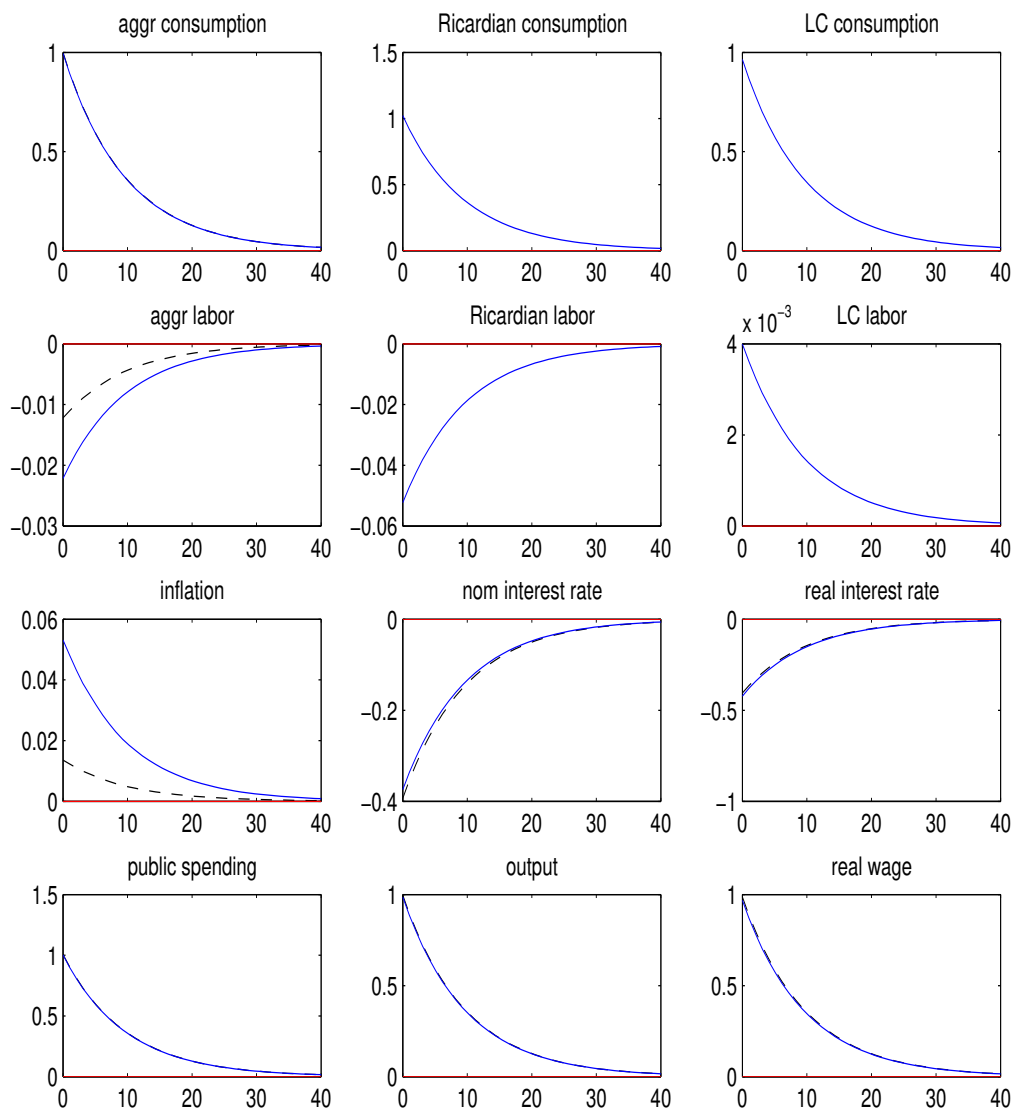 aggr consumption
Ricardian consumption
LC consumption
1
0.5
0
0 10 20 30 40
1.5
1
0.5
0
0 10 20 30 40
1
0.5
0
0 10 20 30 40
aggr labor
Ricardian labor
x 10−3 LC labor
0
−0.01
−0.02
−0.03
0 10 20 30 40
0
−0.02
−0.04
−0.06
0 10 20 30 40
4
2
0
0 10 20 30 40
inflation
nom interest rate
real interest rate
0.06
0.04
0.02
0
0 10 20 30 40
0
−0.2
−0.4
0 10 20 30 40
0
−0.5
−1
0 10 20 30 40
public spending
output
real wage
1.5
1
0.5
0
0 10 20 30 40
1
0.5
0
0 10 20 30 40
1
0.5
0
0 10 20 30 40